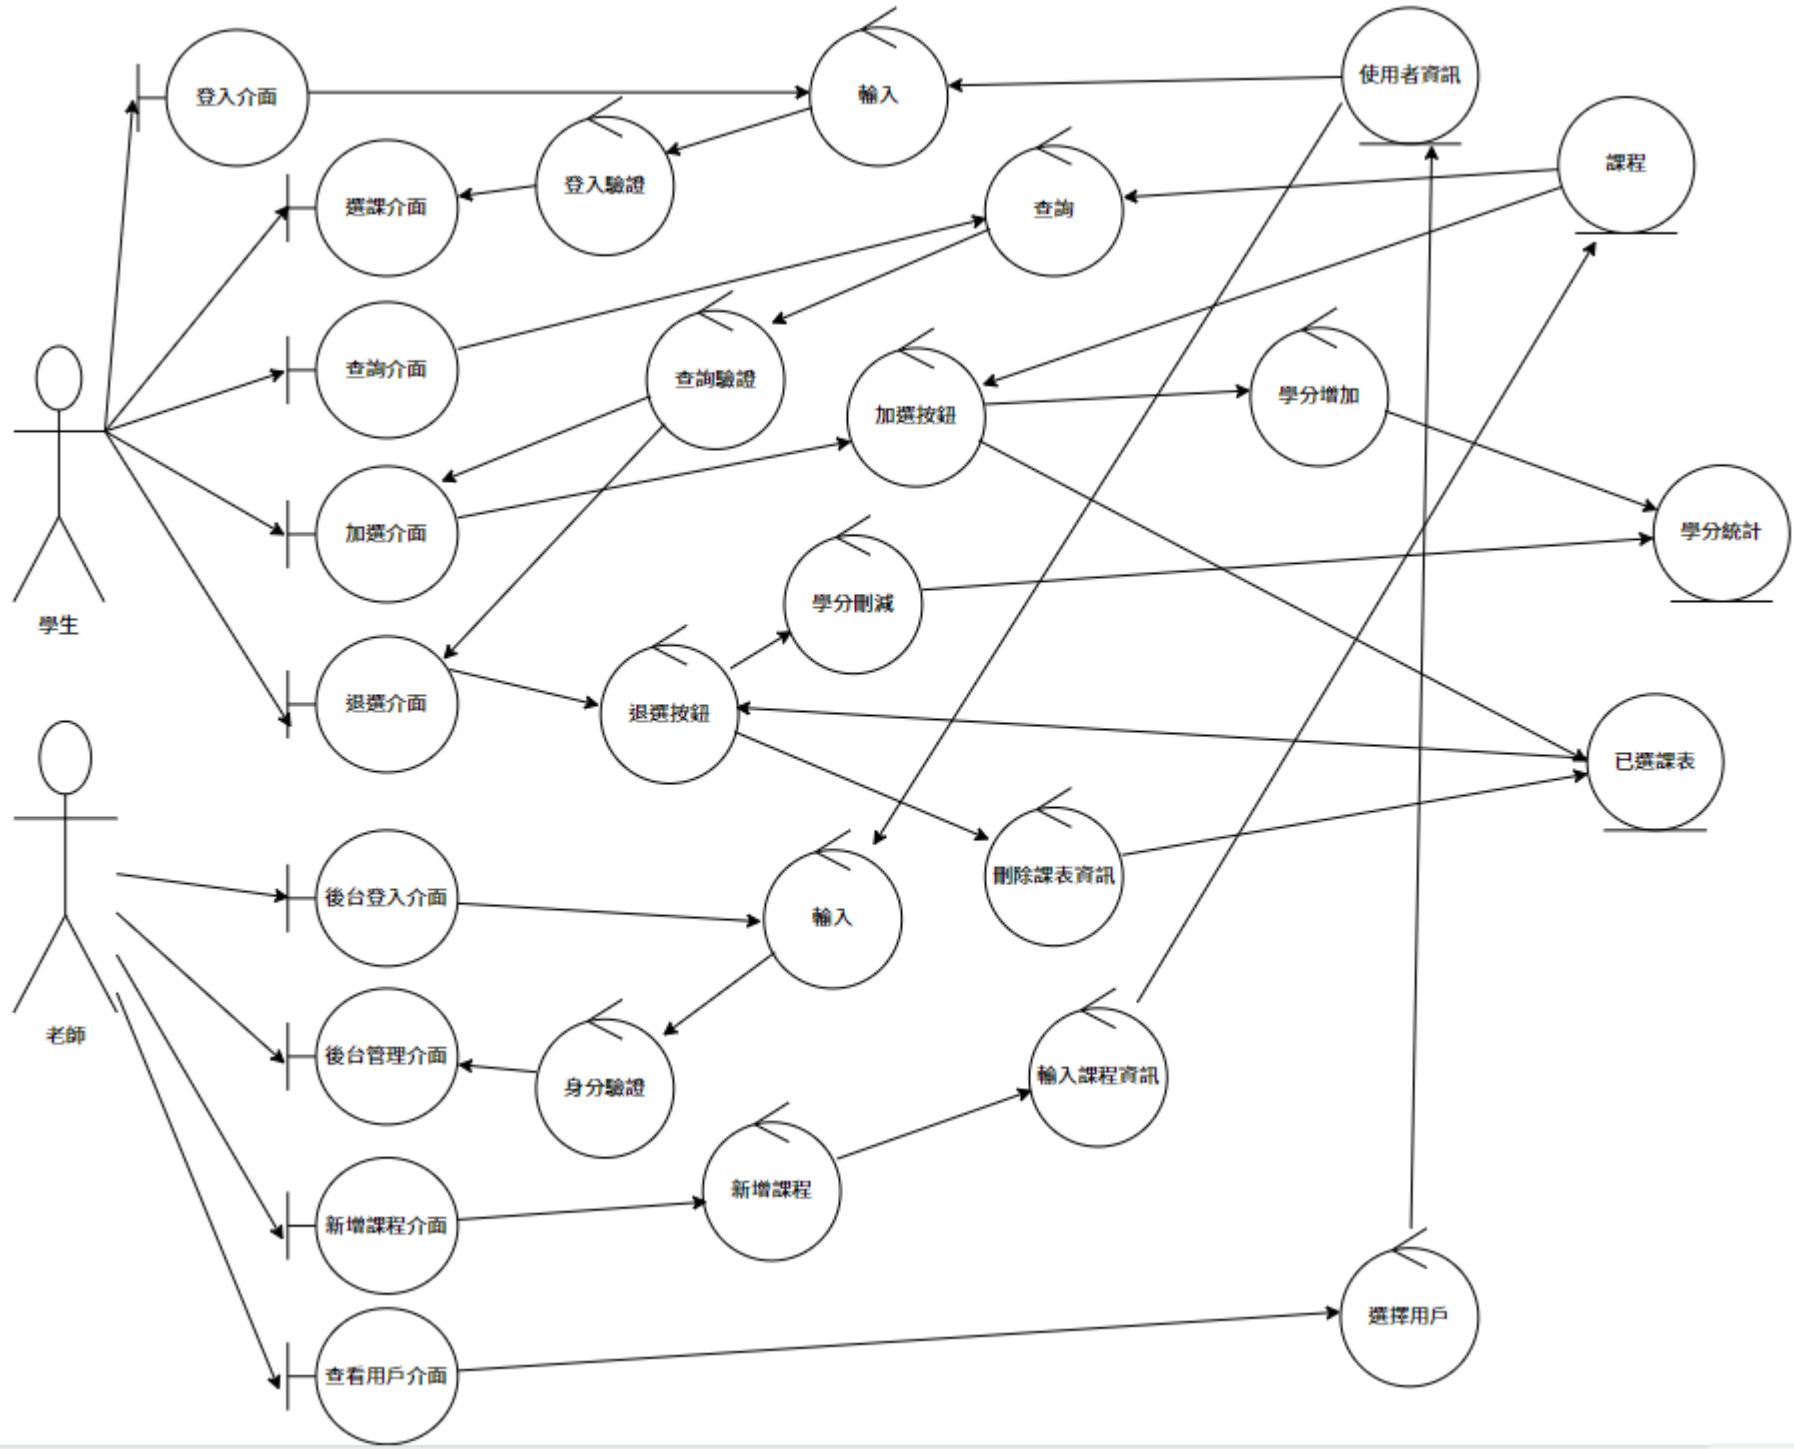 登入介面
輸入
使用者資訊
登入驗證
選課介面
查詢
課程
查詢介面
查詢驗證
加選按鈕
學分增加
加選介面
學分統計
學生
學分刪減
退選介面
退選按鈕
已選課表
後台登入介面
輸入
刪除課表資訊
老師
後台管理介面
身分驗證
輸入課程資訊
新增課程
新增課程介面
選擇用戶
查看用戶介面